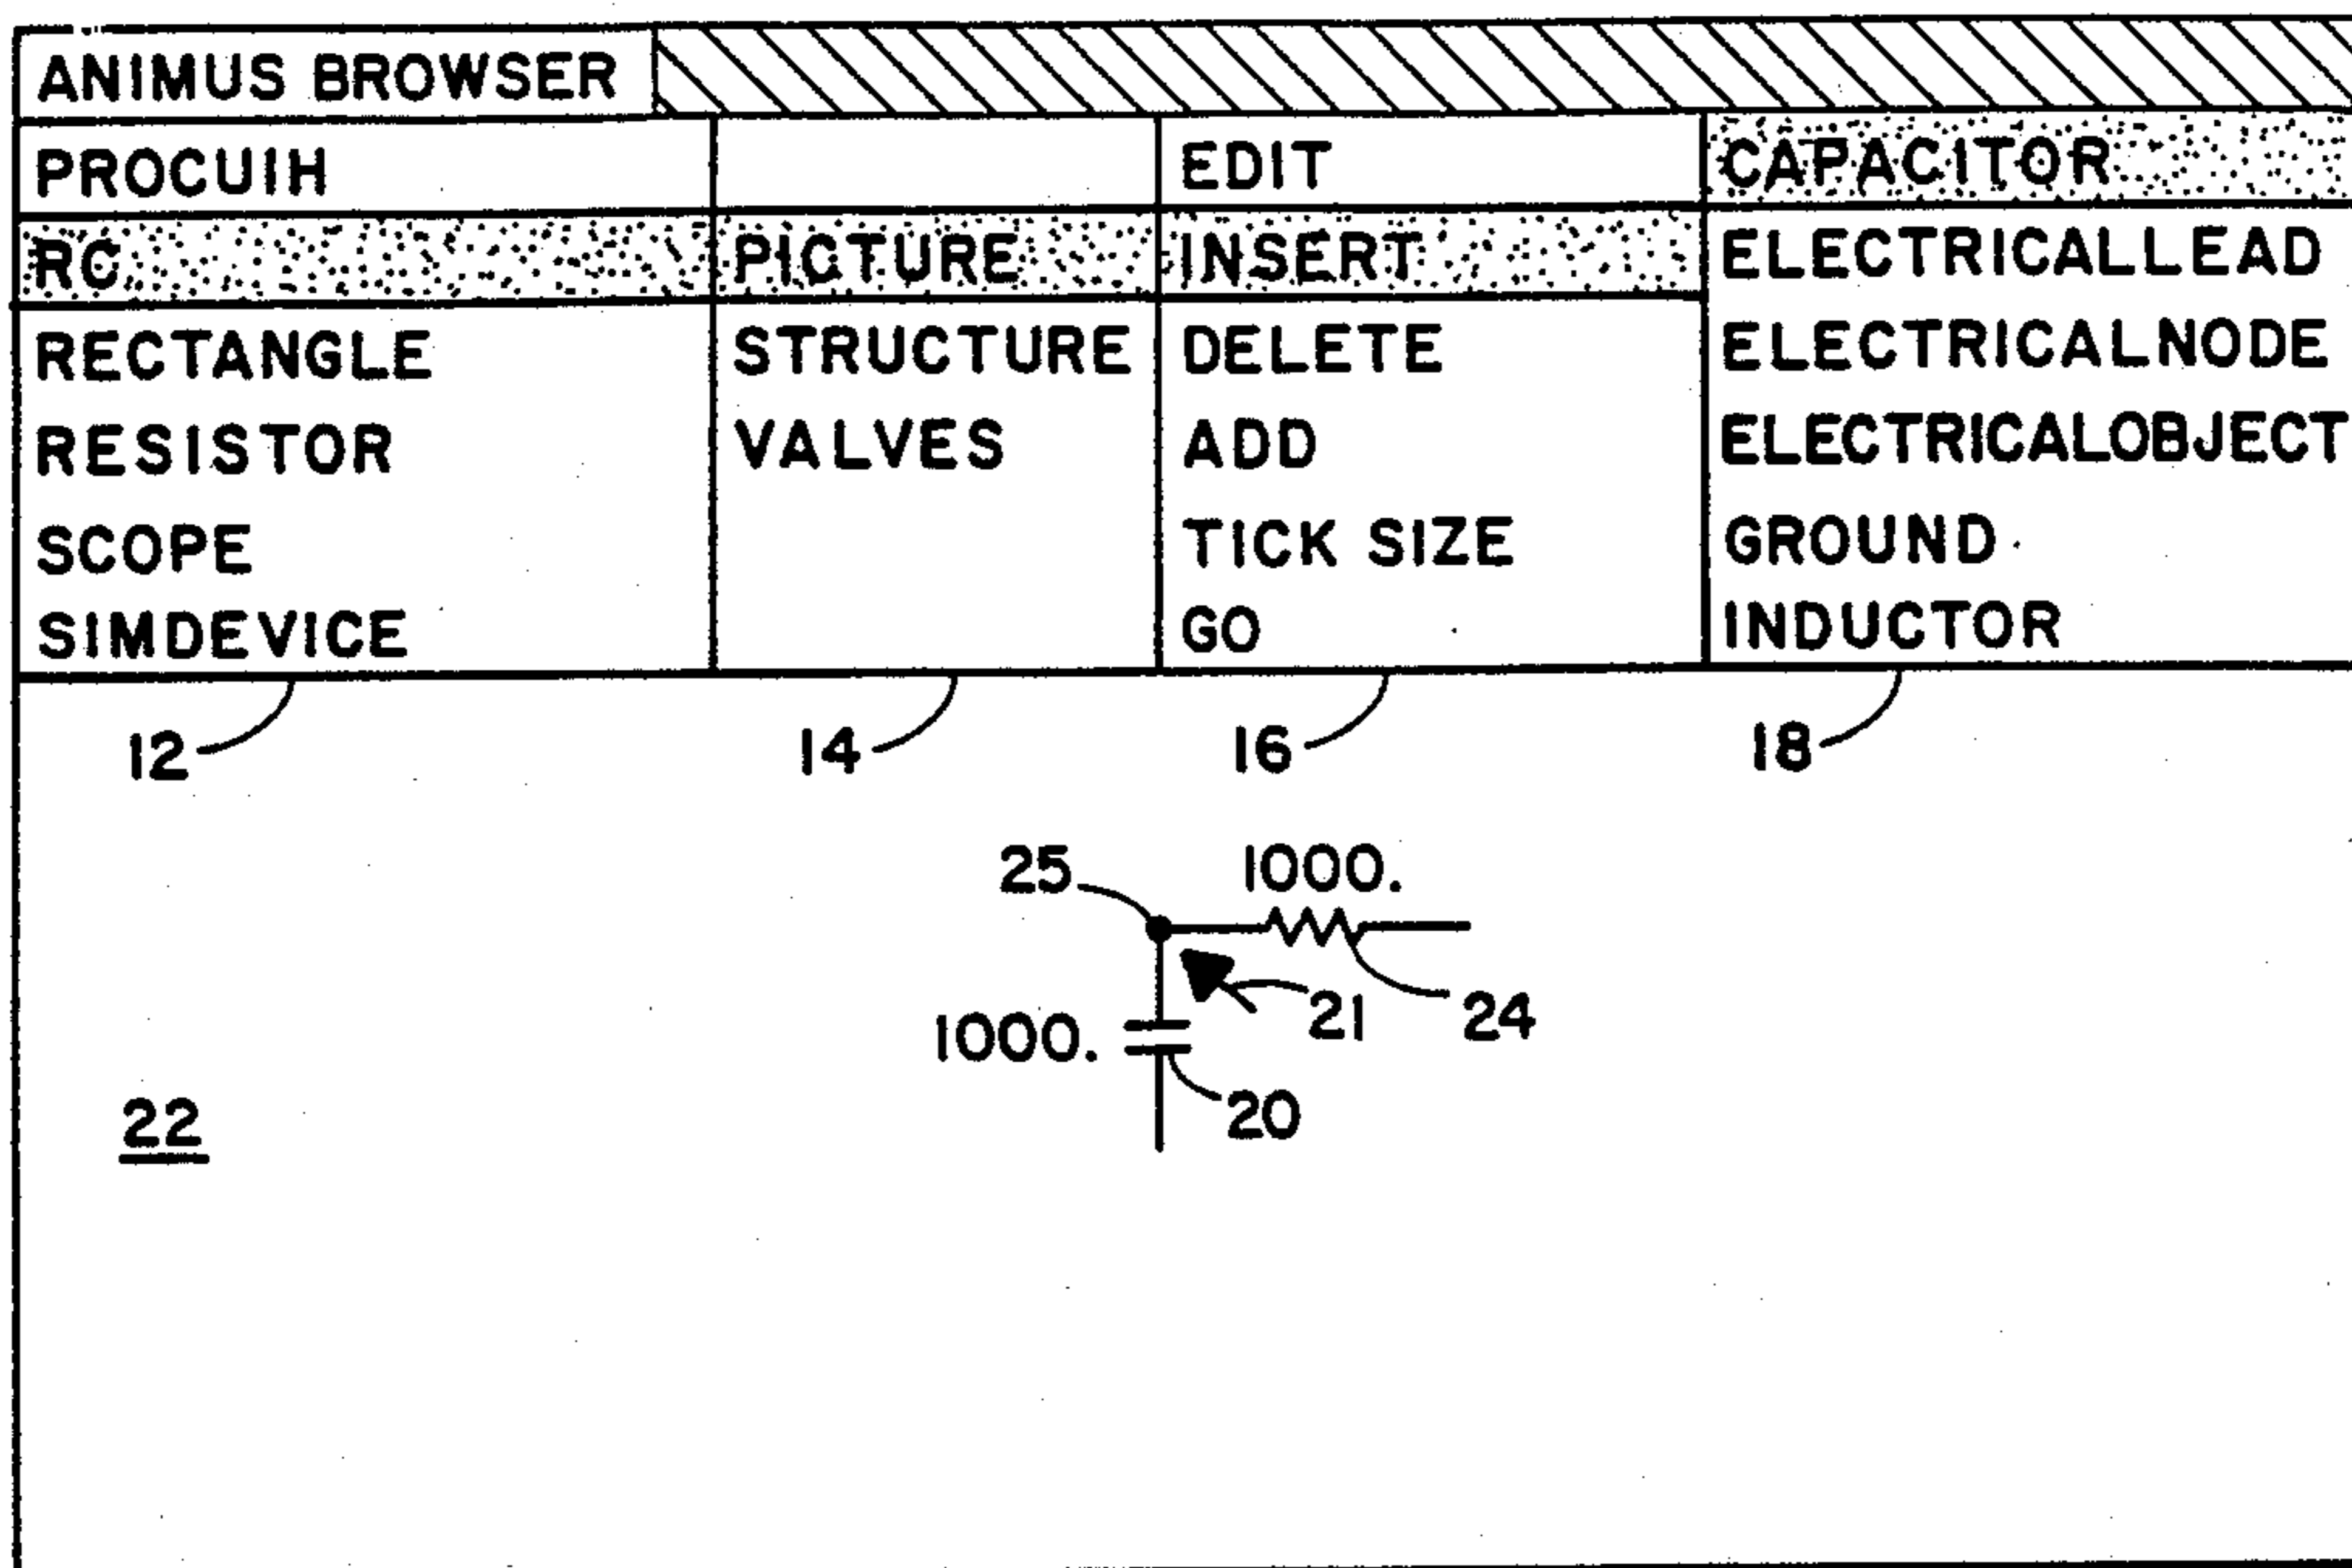 ANIMUS BROWSER
PROCUIH EDIT CAPACITOR
RC PICTURE INSERT ELECTRICALLEAD
RECTANGLE STRUCTURE DELETE ELECTRICALNODE
RESISTOR VALVES ADD ELECTRICALOBJECT
SCOPE TICK SIZE GROUND
SIMDEVICE GO INDUCTOR
12 14 16 18
25 1000.
1000. 21 24
22 20